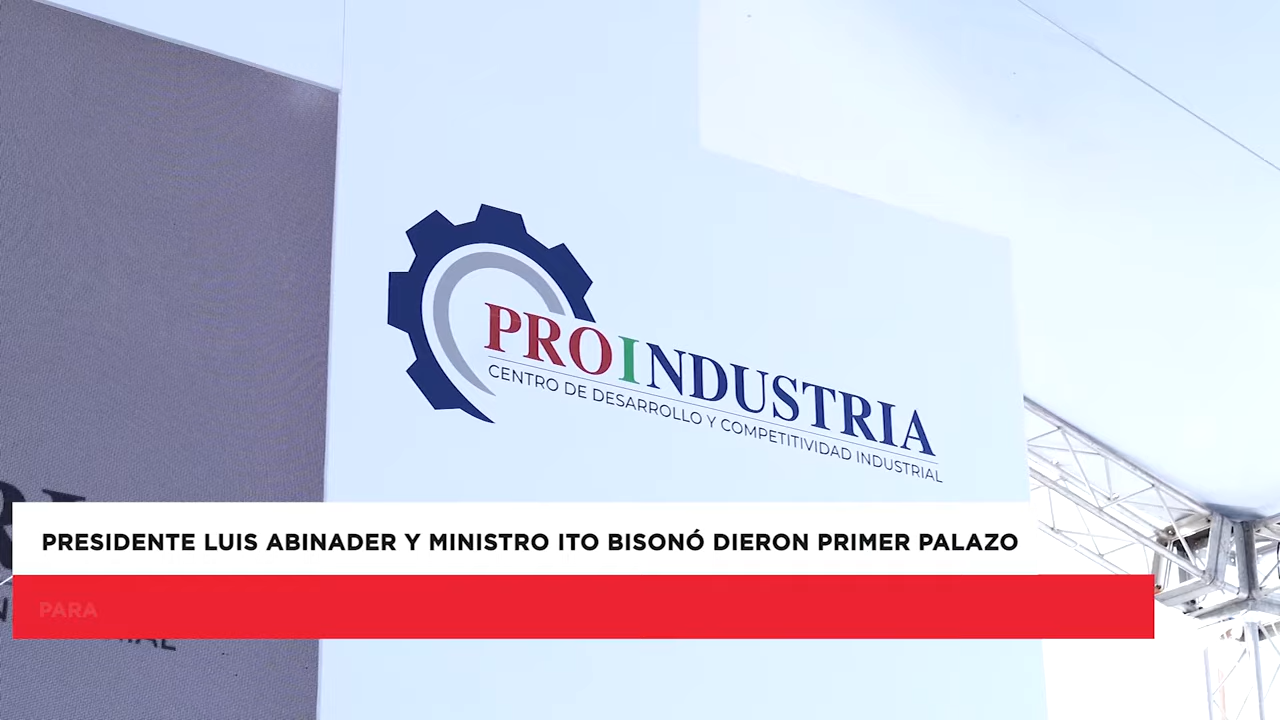 PROINDUSTRIA
CENTRO DE DESARROLLO Y COMPETITIVIDAD INDUSTRIAL
PRESIDENTE LUIS ABINADER Y MINISTRO ITO BISONÓ DIERON PRIMER PALAZO
PARA